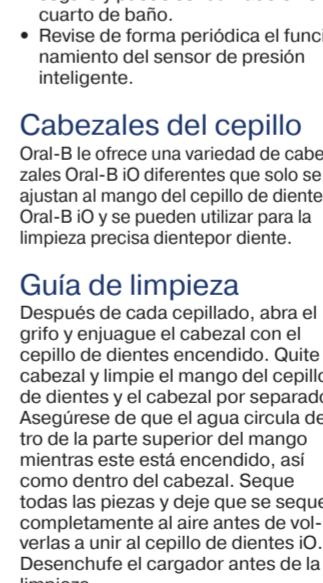 cuarto de baño.
• Revise de forma periódica el funci
namiento del sensor de presión
inteligente.
Cabezales del cepillo
Oral-B le ofrece una variedad de cabe
zales Oral-B iO diferentes que solo se
ajustan al mango del cepillo de diente
Oral-B iO y se pueden utilizar para la
limpieza precisa dientepor diente.
Guía de limpieza
Después de cada cepillado, abra el
grifo y enjuague el cabezal con el
cepillo de dientes encendido. Quite
cabezal y limpie el mango del cepillo
de dientes y el cabezal por separado
Asegúrese de que el agua circula de
tro de la parte superior del mango
mientras este está encendido, así
como dentro del cabezal. Seque
todas las piezas y deje que se seque
completamente al aire antes de vol-
verlas a unir al cepillo de dientes iO.
Desenchufe el cargador antes de la